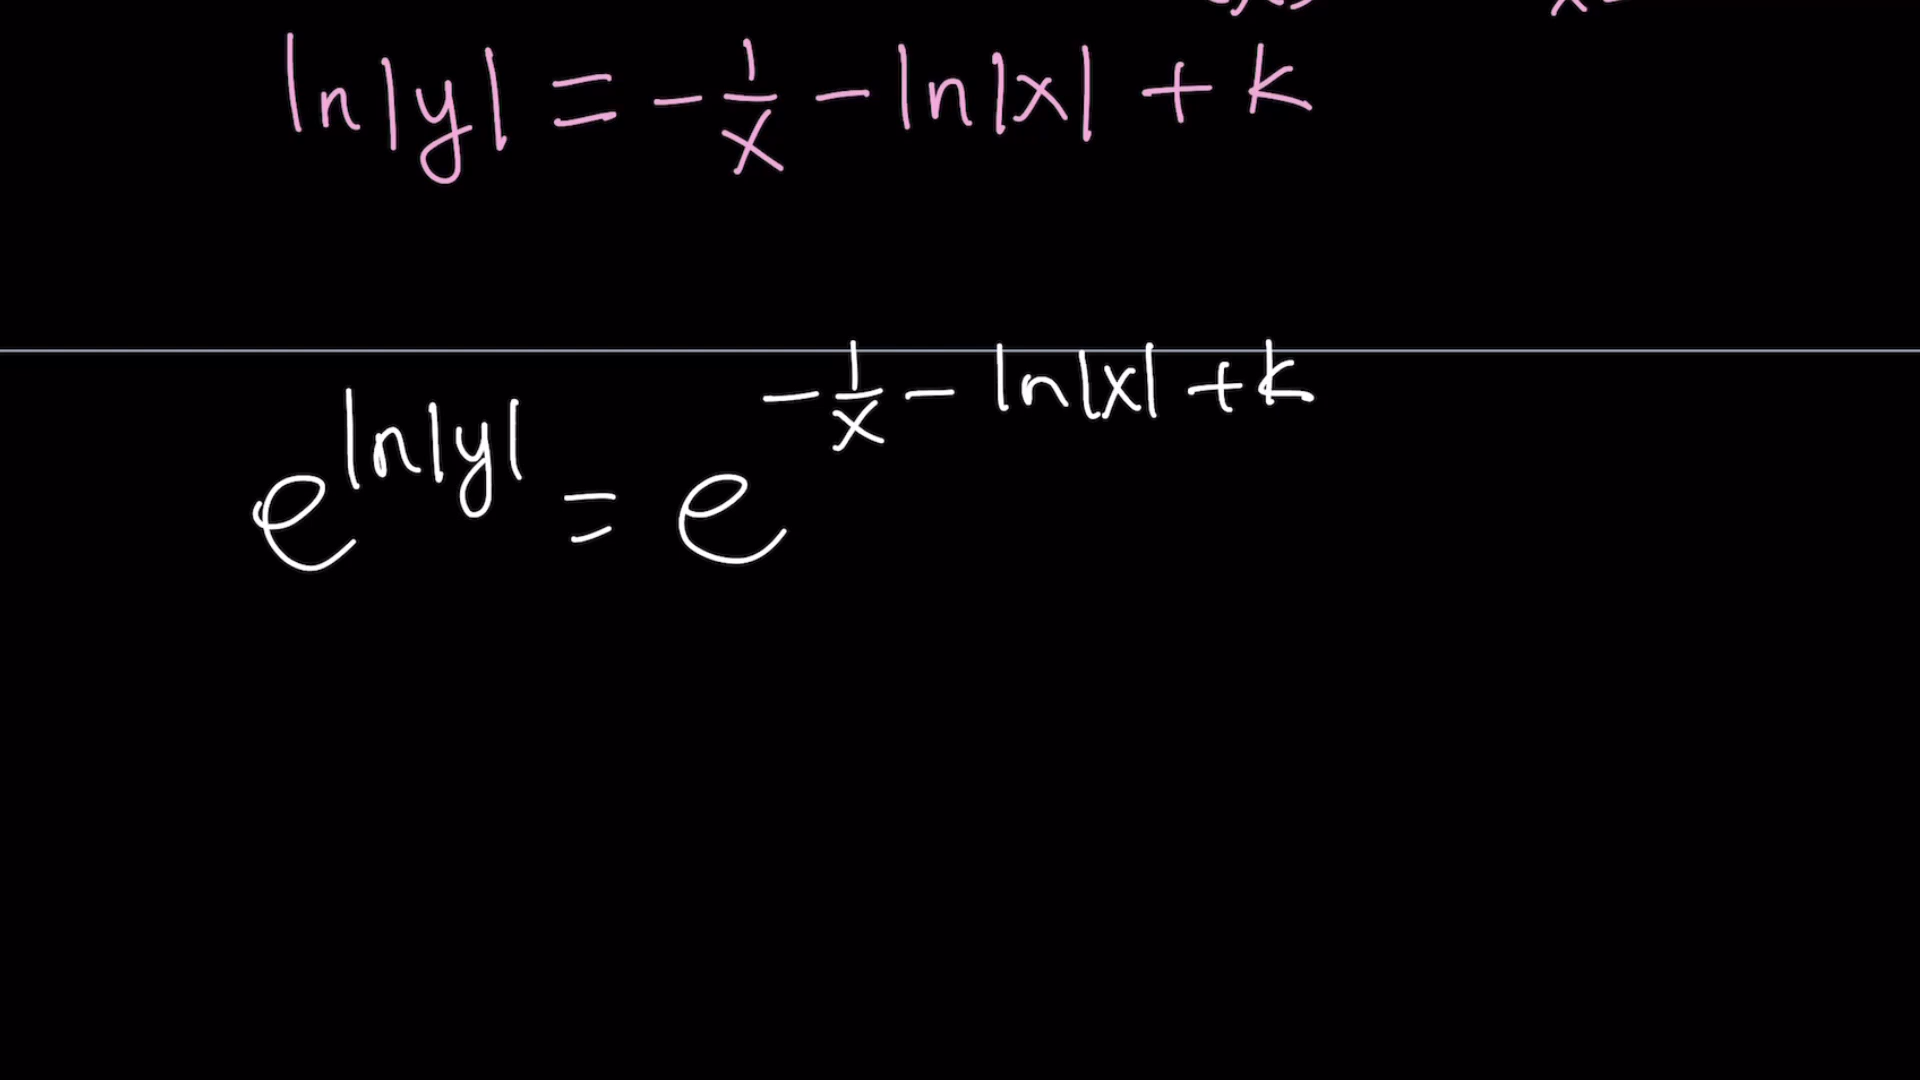 ln|y| = -1/x - ln|x| + k
e^(ln|y|) = e^(-1/x - ln|x| + k)